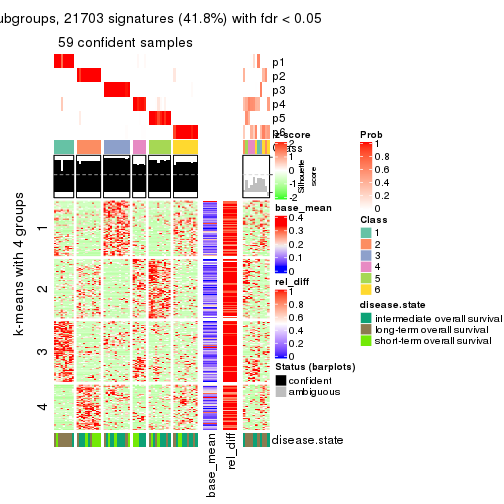 ubgroups, 21703 signatures (41.8%) with fdr < 0.05
59 confident samples
p1
p2
p3
p4
p5
p6
Class
Silhouette
score
k-means with 4 groups
1
2
3
4
base_mean
rel_diff
disease.state
z-score
2
1
0
-1
-2
base_mean
0.4
0.3
0.2
0.1
0
rel_diff
1
0.8
0.6
0.4
0.2
0
Status (barplots)
confident
ambiguous
Prob
1
0.8
0.6
0.4
0.2
0
Class
1
2
3
4
5
6
disease.state
intermediate overall survival
long-term overall survival
short-term overall survival